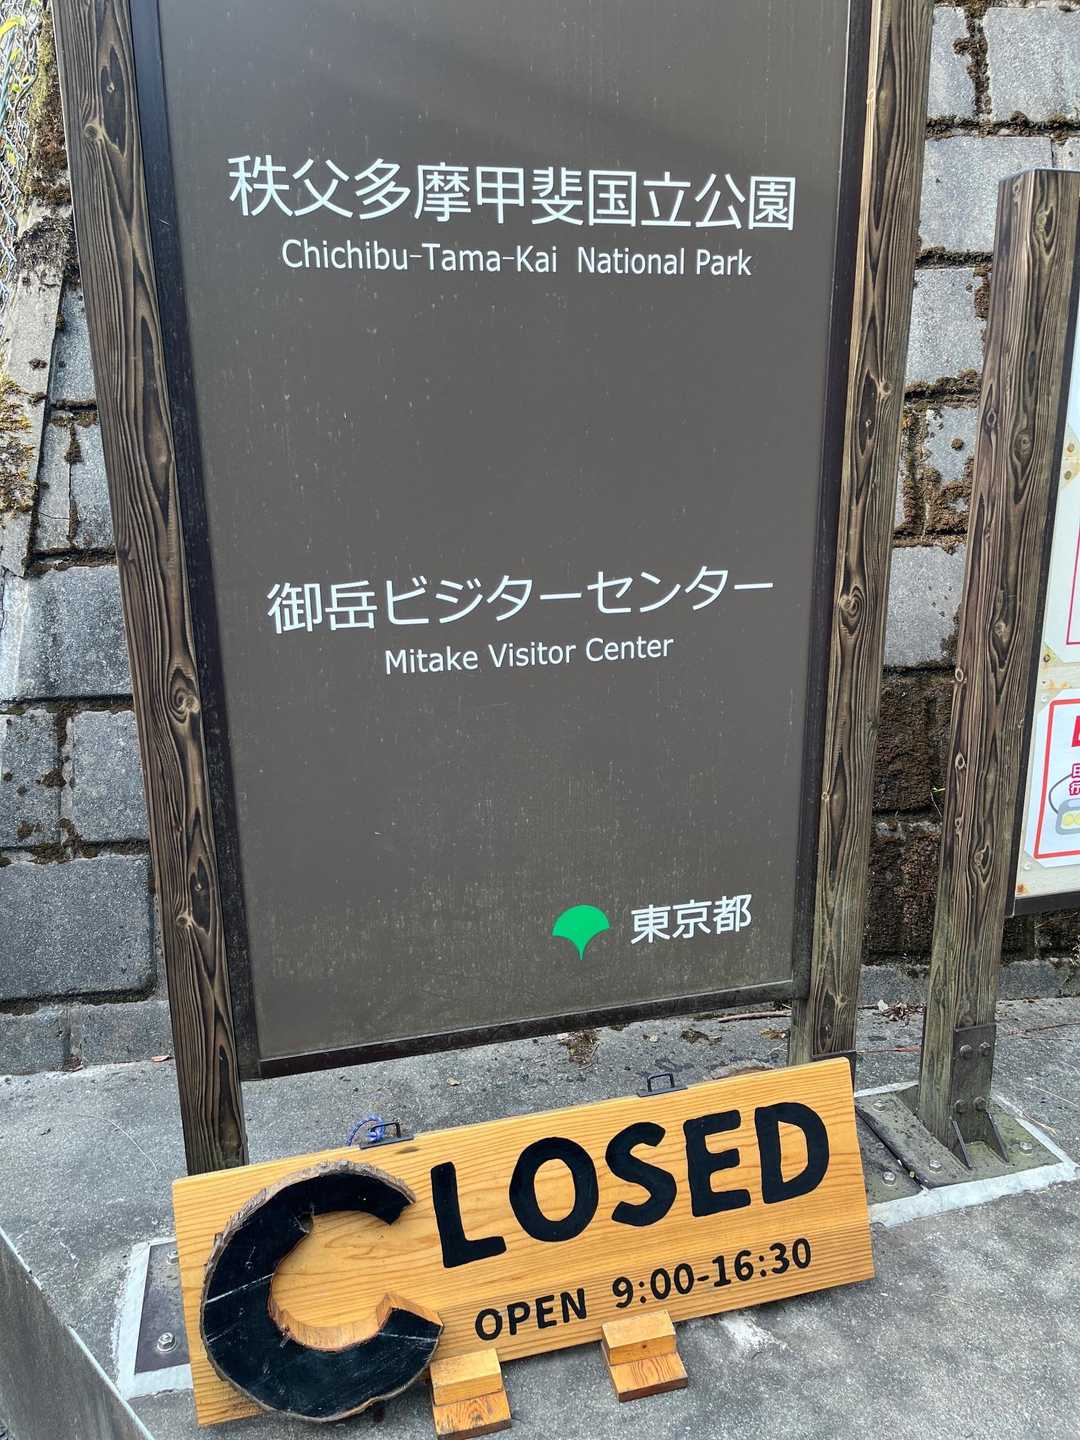 秩父多摩甲斐国立公園
Chichibu-Tama-Kai National Park
御岳ビジターセンター
Mitake Visitor Center
東京都
CLOSED
OPEN 9:00-16:30